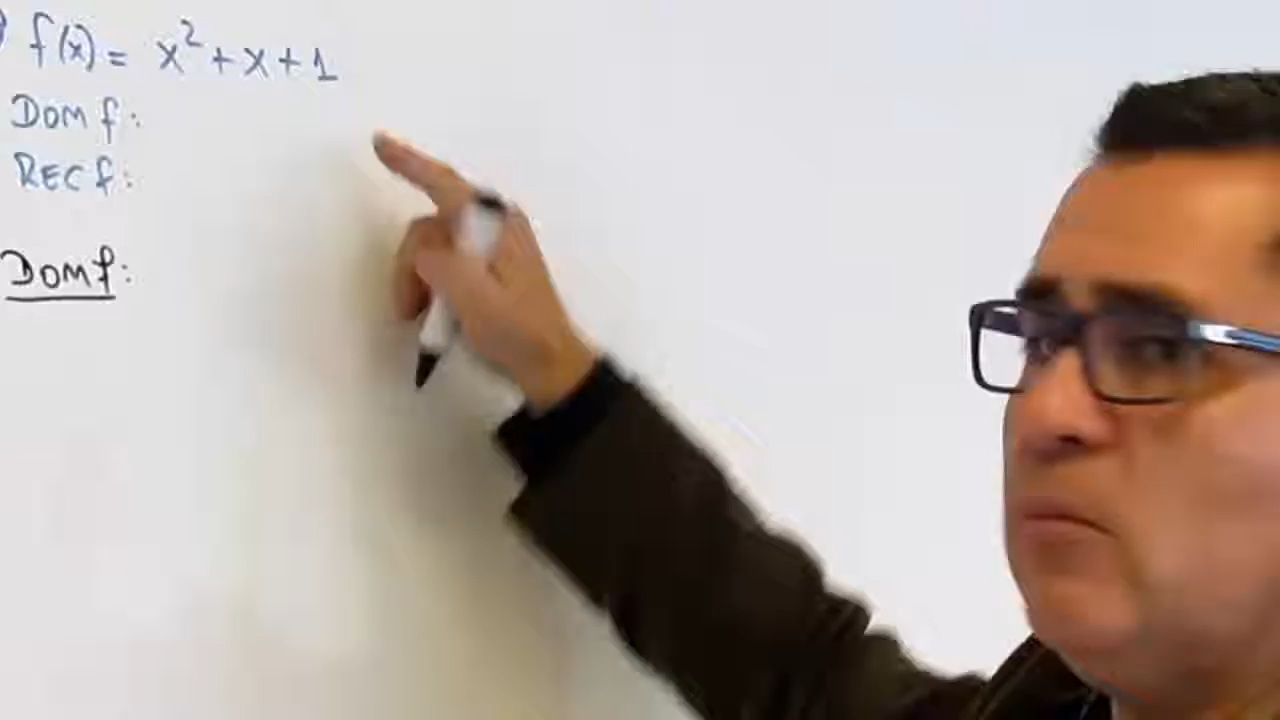 f(x) = x² + x + 1
DOM f:
REC f:
DOM f: